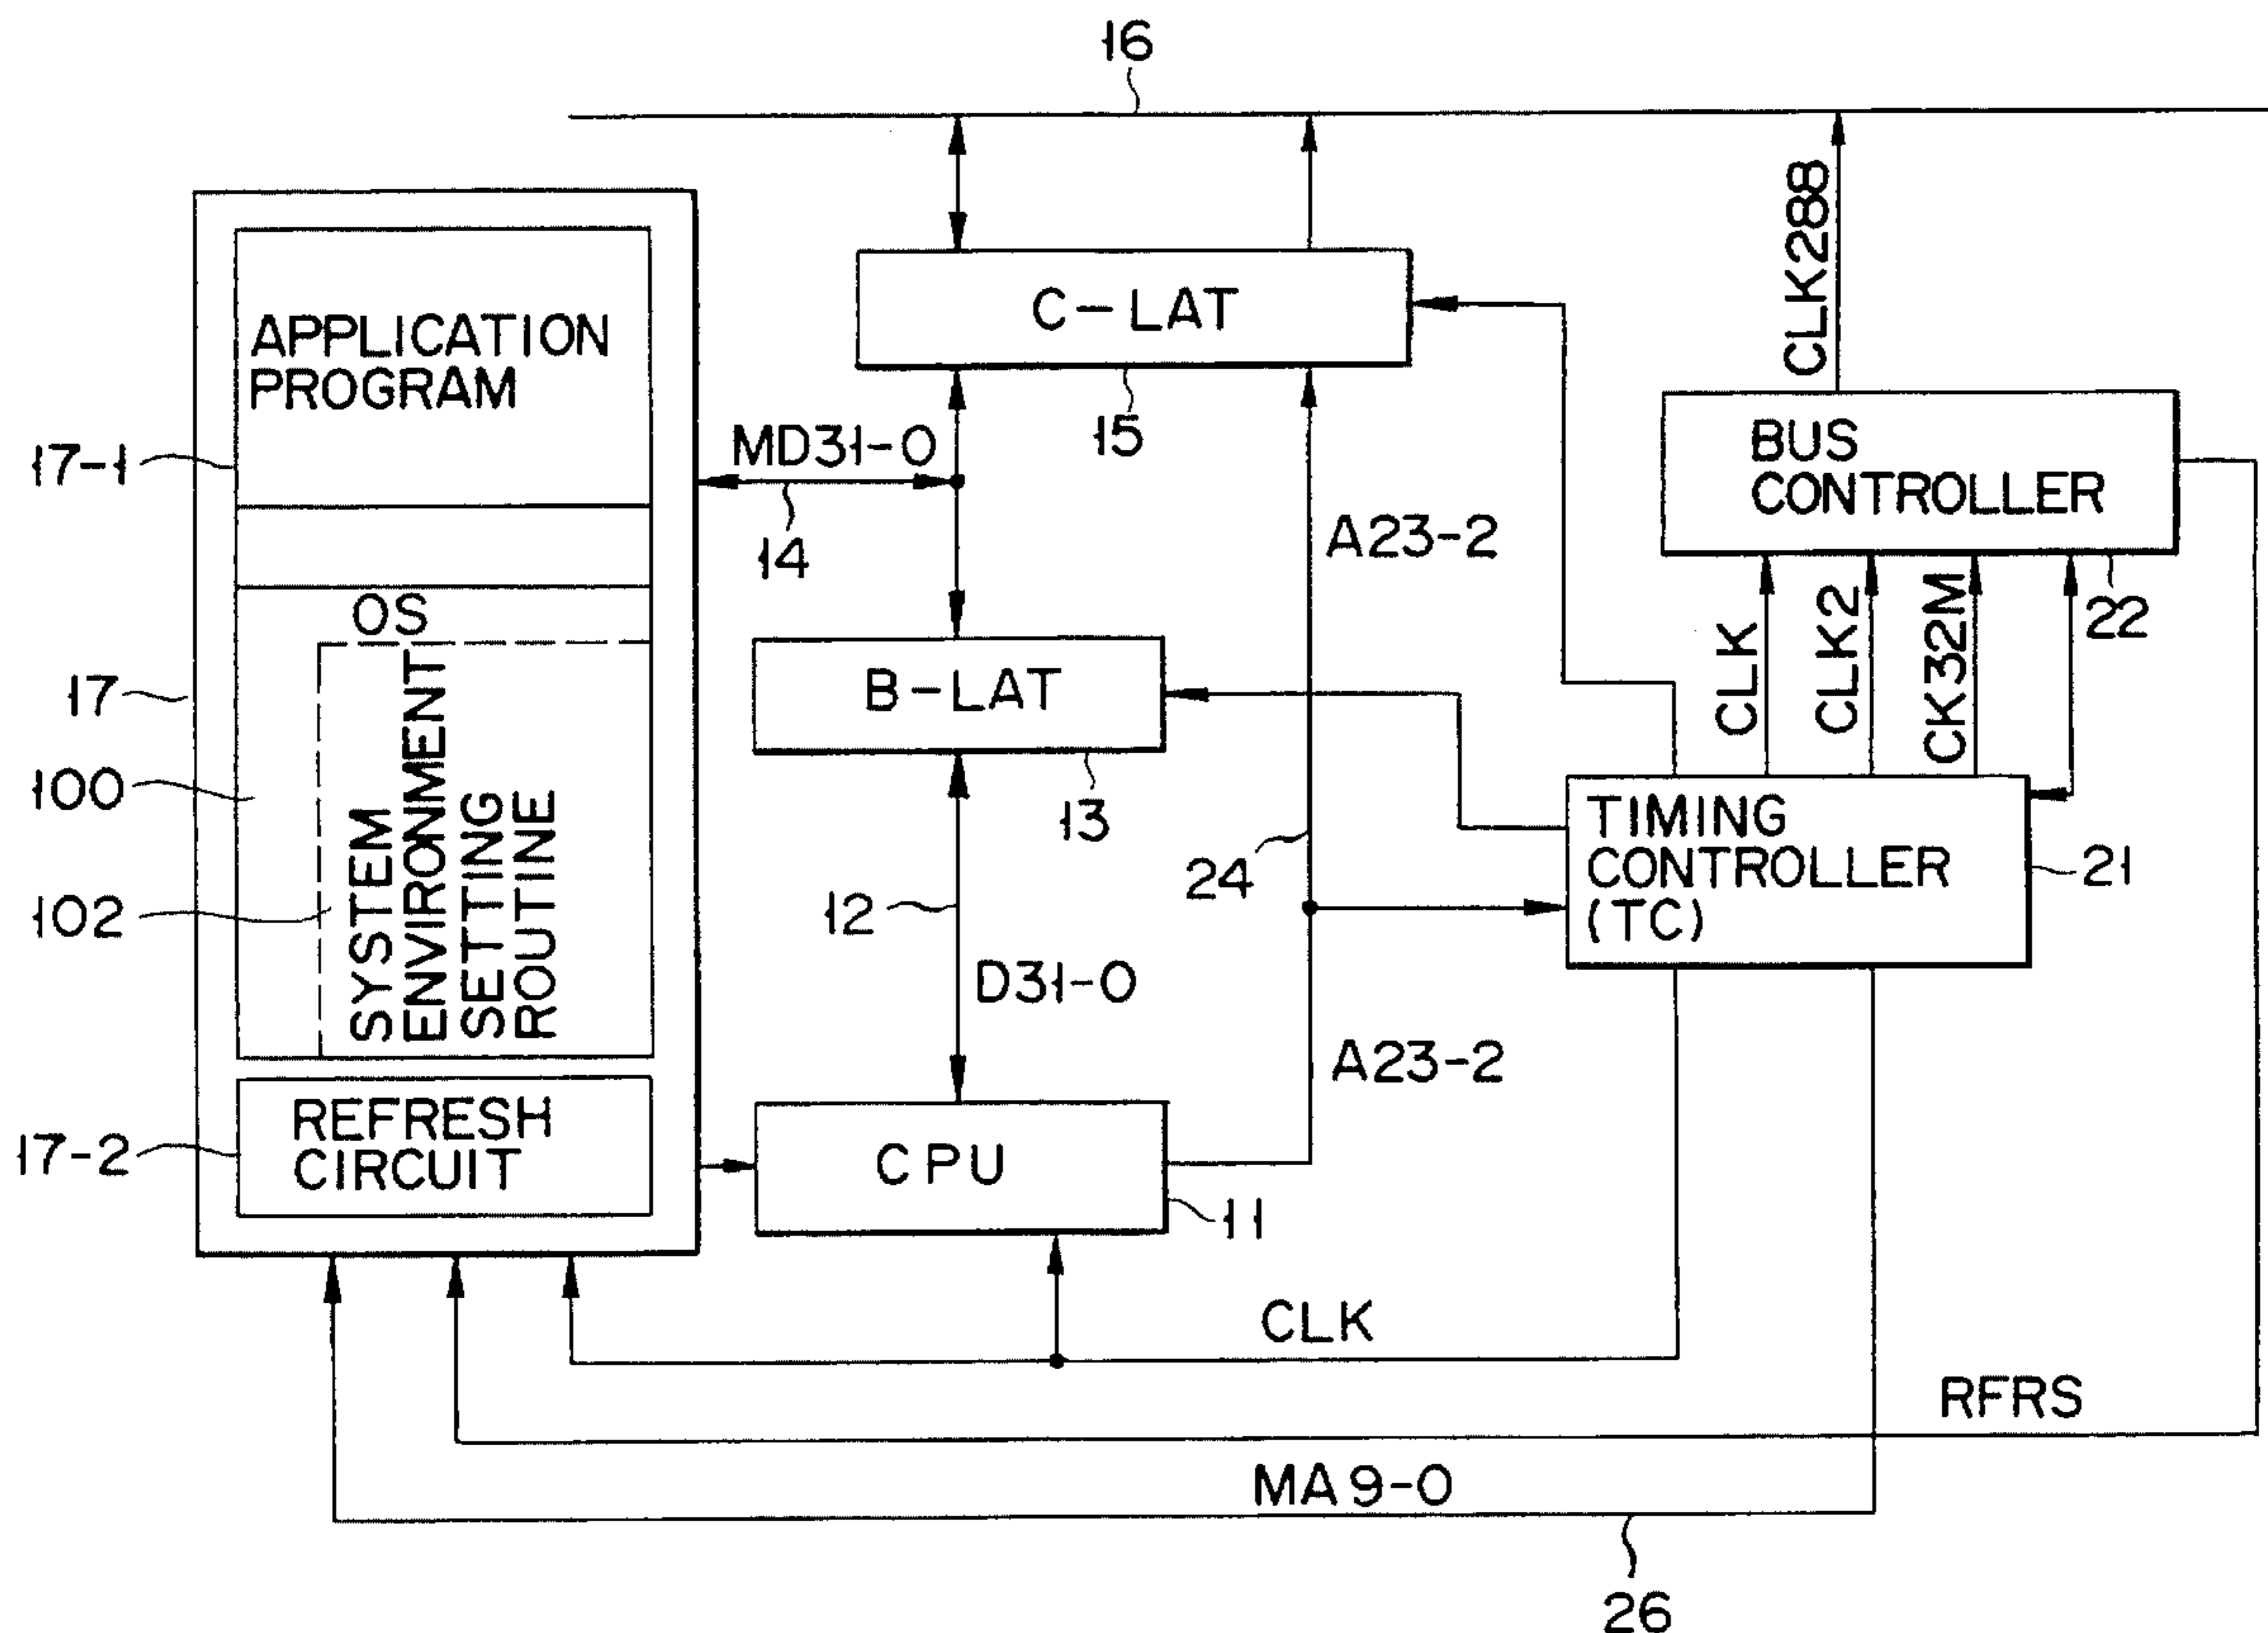 16
APPLICATION
PROGRAM
17-1
OS
SYSTEM
ENVIRONMENT
SETTING
ROUTINE
17
100
102
REFRESH
CIRCUIT
17-2
C-LAT
15
MD31-0
14
A23-2
B-LAT
13
12
D31-0
24
A23-2
CPU
11
CLK288
BUS
CONTROLLER
22
CLK
CLK2
CK32M
TIMING
CONTROLLER
(TC)
21
CLK
RFRS
MA9-0
26